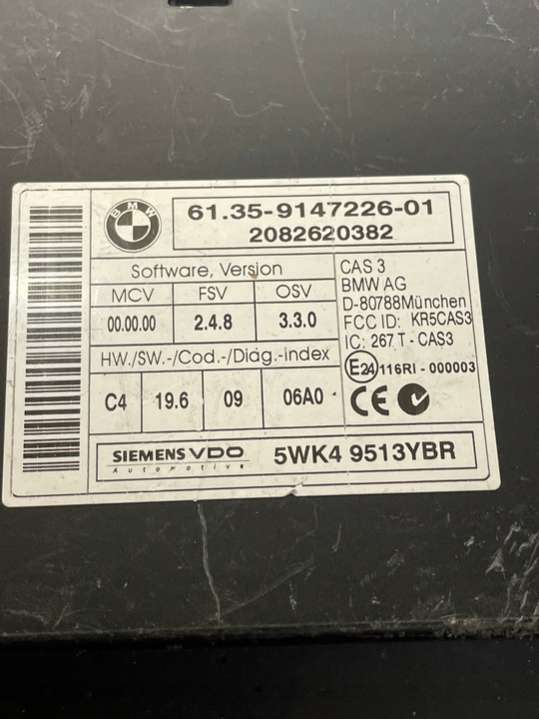 BMW
61.35-9147226-01
2082620382
Software, Version
MCV FSV OSV
00.00.00 2.4.8 3.3.0
HW./SW.-/Cod.-/Diag.-index
C4 19.6 09 06A0
CAS 3
BMW AG
D-80788München
FCC ID: KR5CAS3
IC: 267 T - CAS3
E24 116RI - 000003
CE
SIEMENS VDO
Automotive
5WK4 9513YBR